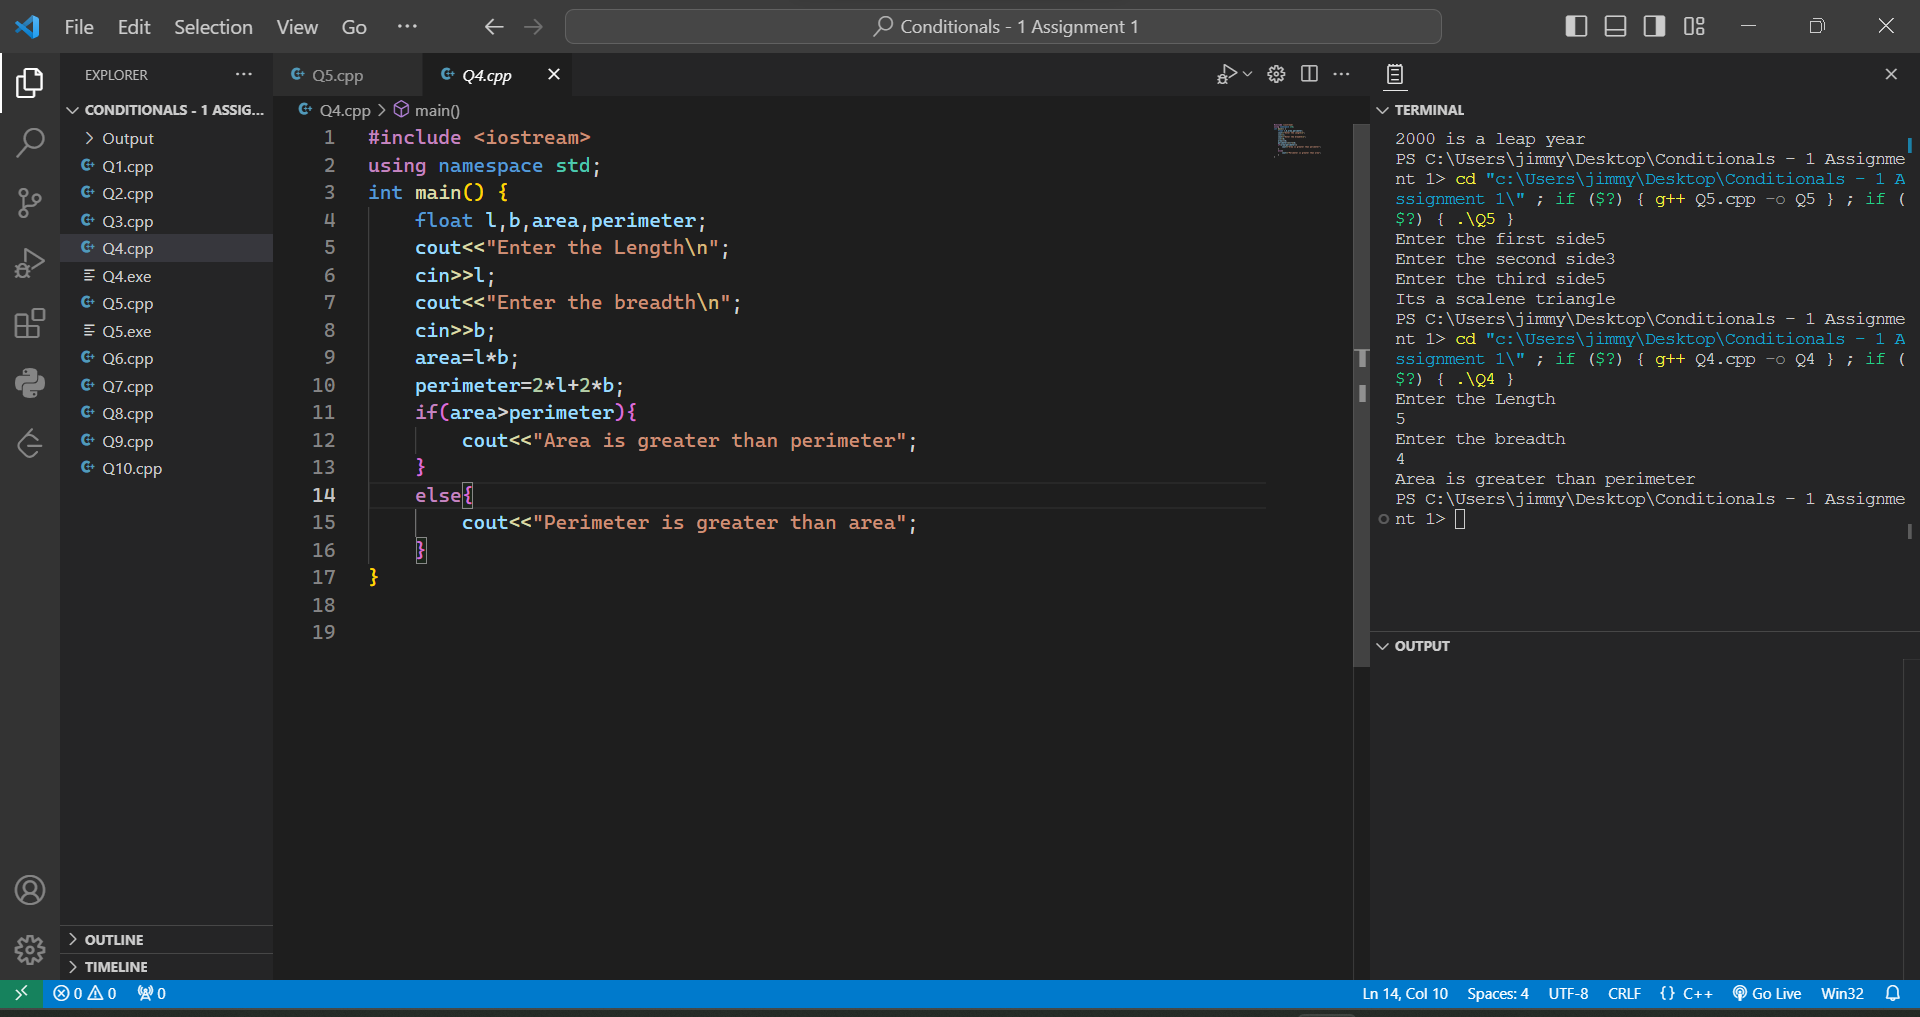 File Edit Selection View Go ···
Conditionals - 1 Assignment 1
EXPLORER ···
CONDITIONALS - 1 ASSIG...
Output
Q1.cpp
Q2.cpp
Q3.cpp
Q4.cpp
Q4.exe
Q5.cpp
Q5.exe
Q6.cpp
Q7.cpp
Q8.cpp
Q9.cpp
Q10.cpp
OUTLINE
TIMELINE
Q5.cpp
Q4.cpp
Q4.cpp > main()
1 #include <iostream>
2 using namespace std;
3 int main() {
4 float l,b,area,perimeter;
5 cout<<"Enter the Length\n";
6 cin>>l;
7 cout<<"Enter the breadth\n";
8 cin>>b;
9 area=l*b;
10 perimeter=2*l+2*b;
11 if(area>perimeter){
12 cout<<"Area is greater than perimeter";
13 }
14 else{
15 cout<<"Perimeter is greater than area";
16 }
17 }
18
19
TERMINAL
2000 is a leap year
PS C:\Users\jimmy\Desktop\Conditionals - 1 Assignme
nt 1> cd "c:\Users\jimmy\Desktop\Conditionals - 1 A
ssignment 1\" ; if ($?) { g++ Q5.cpp -o Q5 } ; if (
$?) { .\Q5 }
Enter the first side5
Enter the second side3
Enter the third side5
Its a scalene triangle
PS C:\Users\jimmy\Desktop\Conditionals - 1 Assignme
nt 1> cd "c:\Users\jimmy\Desktop\Conditionals - 1 A
ssignment 1\" ; if ($?) { g++ Q4.cpp -o Q4 } ; if (
$?) { .\Q4 }
Enter the Length
5
Enter the breadth
4
Area is greater than perimeter
PS C:\Users\jimmy\Desktop\Conditionals - 1 Assignme
nt 1>
OUTPUT
0 0 0
Ln 14, Col 10 Spaces: 4 UTF-8 CRLF {} C++ Go Live Win32